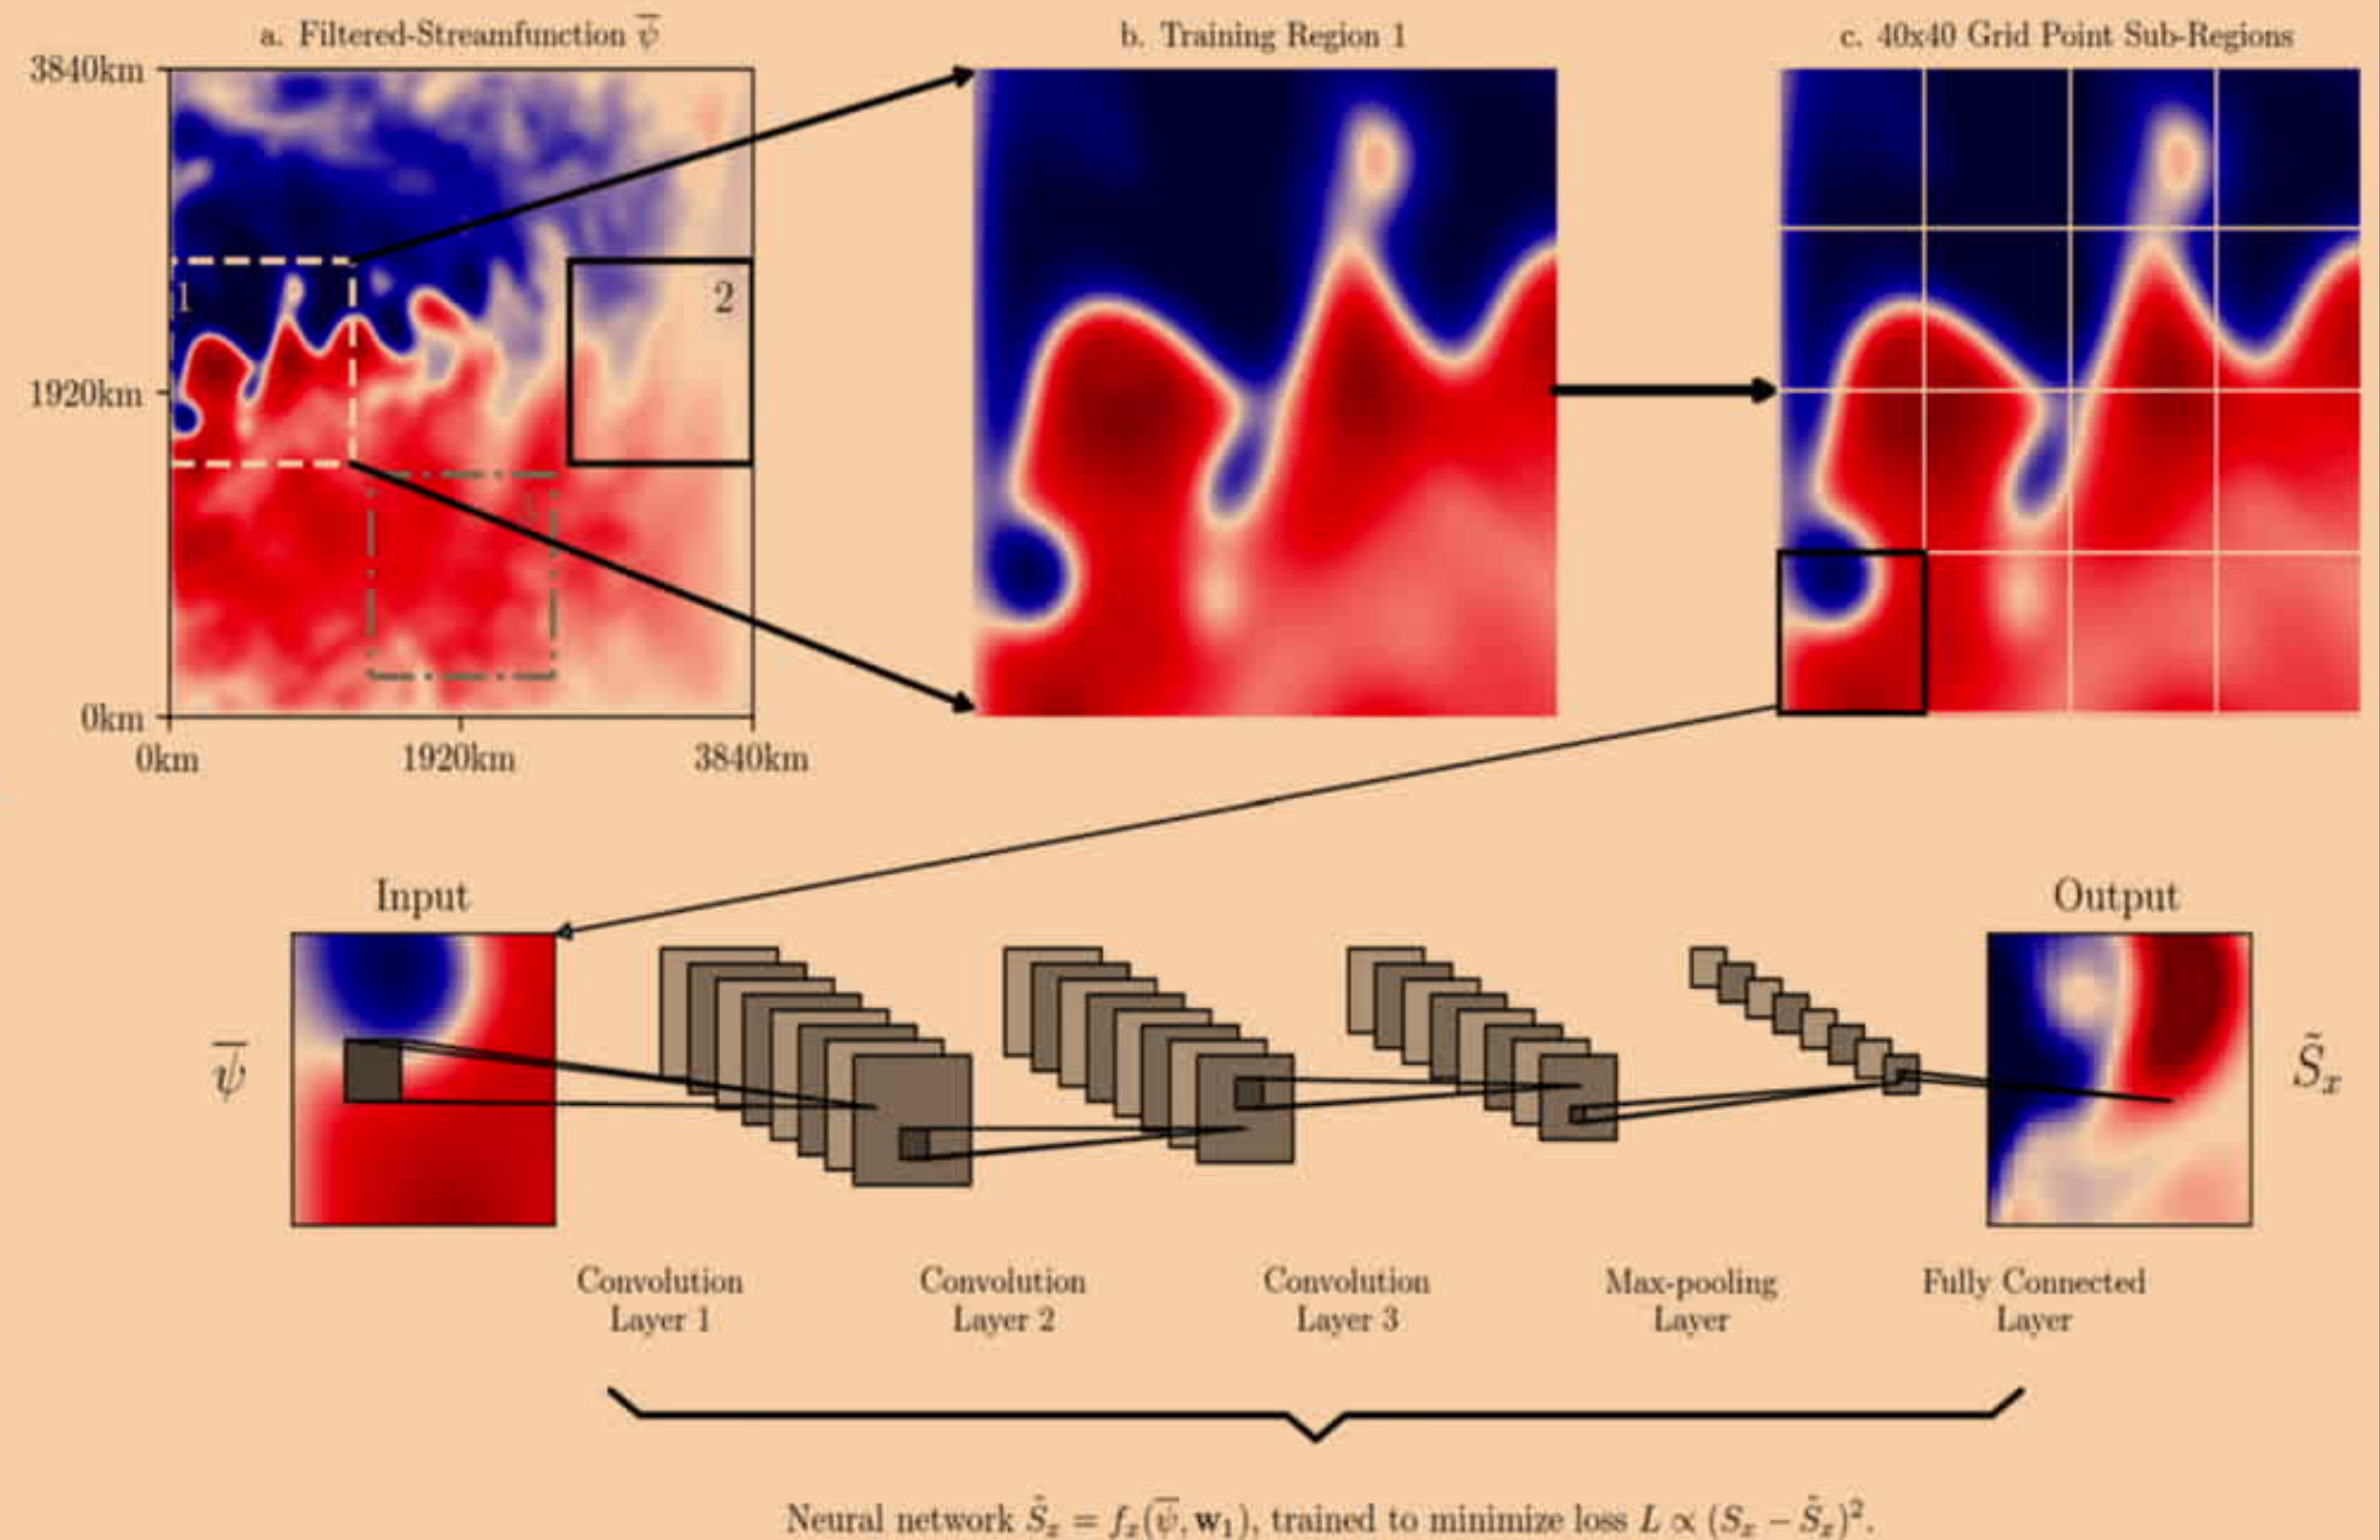 a. Filtered-Streamfunction ψ̅
b. Training Region 1
c. 40x40 Grid Point Sub-Regions
3840km
1920km
0km
0km
1920km
3840km
1
2
3
Input
Output
ψ̅
S̃ₓ
Convolution
Layer 1
Convolution
Layer 2
Convolution
Layer 3
Max-pooling
Layer
Fully Connected
Layer
Neural network S̃ₓ = fₓ(ψ̅, w₁), trained to minimize loss L ∝ (Sₓ − S̃ₓ)².